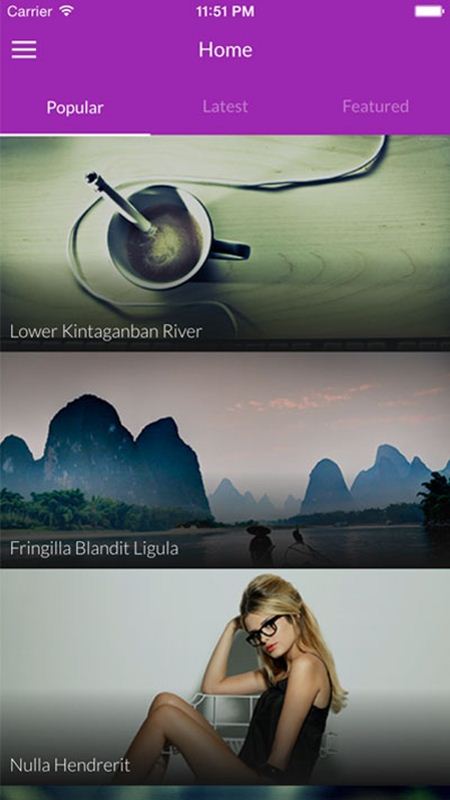 Carrier 11:51 PM
Home
Popular Latest Featured
Lower Kintaganban River
Fringilla Blandit Ligula
Nulla Hendrerit